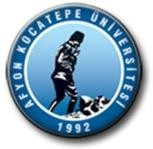 AFYON KOCATEPE ÜNİVERSİTESİ
1992